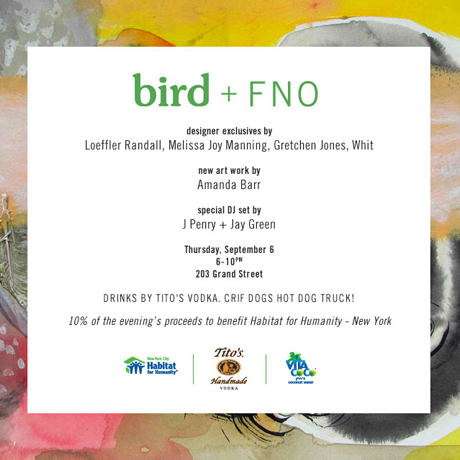 bird + FNO
designer exclusives by
Loeffler Randall, Melissa Joy Manning, Gretchen Jones, Whit
new art work by
Amanda Barr
special DJ set by
J Penry + Jay Green
Thursday, September 6
6-10PM
203 Grand Street
DRINKS BY TITO'S VODKA. CRIF DOGS HOT DOG TRUCK!
10% of the evening's proceeds to benefit Habitat for Humanity - New York
New York City
Habitat
for Humanity®
Tito's
Handmade
VODKA
VITA
COCO
pure
coconut water